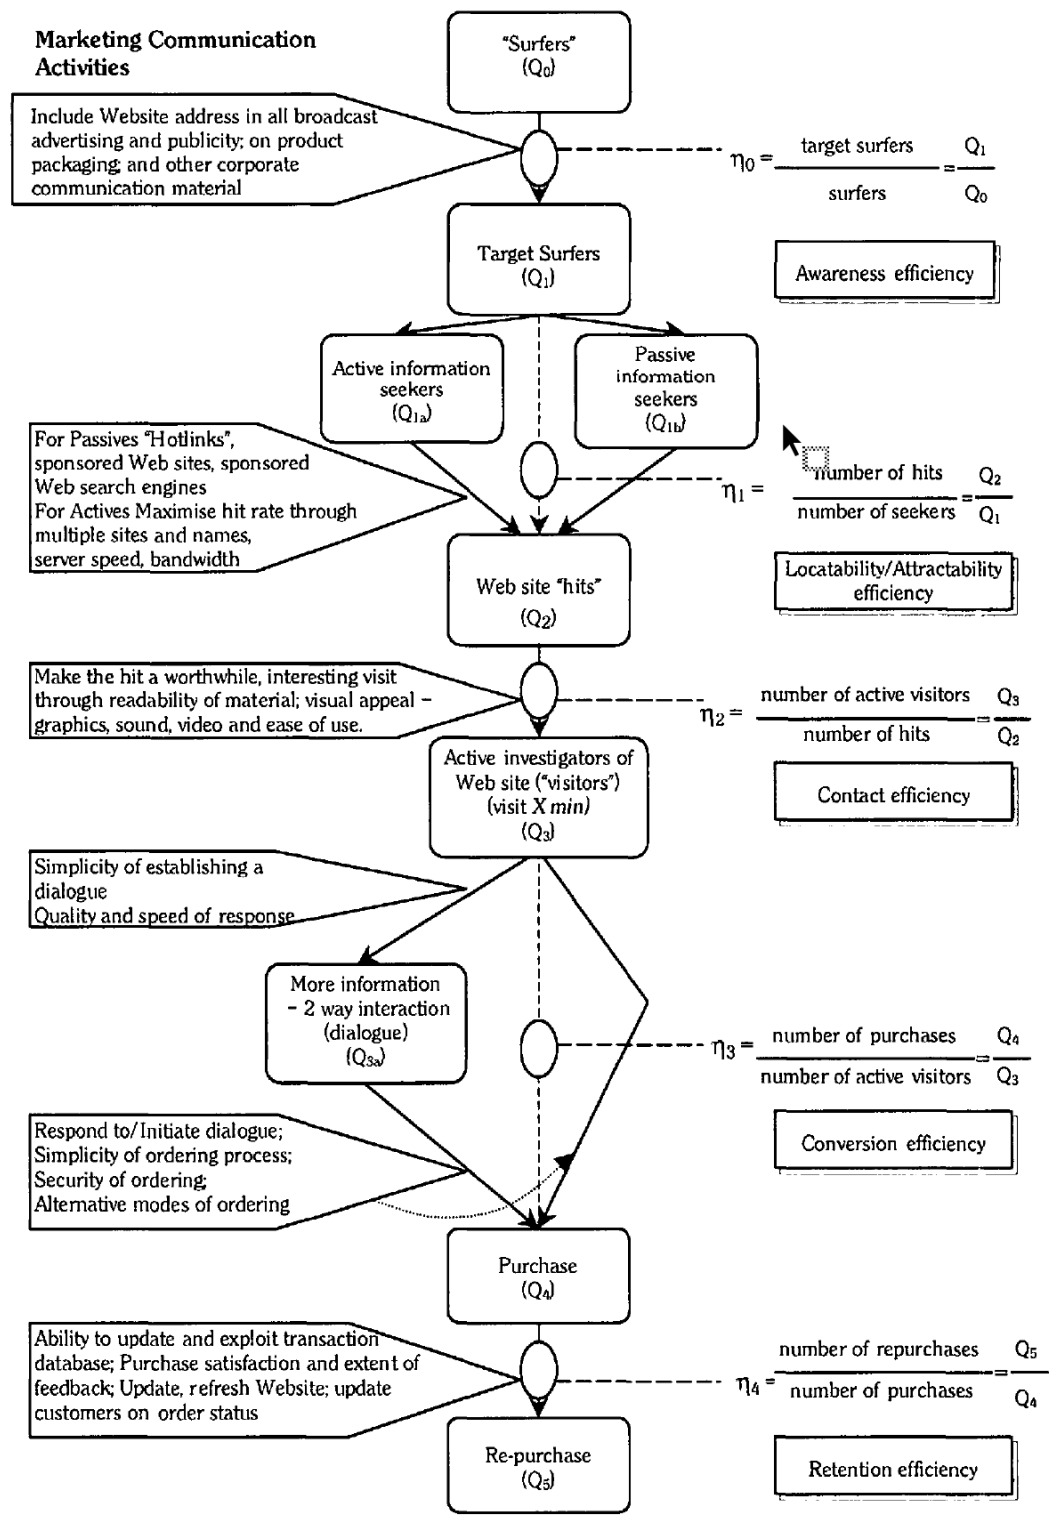 Marketing Communication
Activities
"Surfers"
(Q0)
Include Website address in all broadcast
advertising and publicity; on product
packaging; and other corporate
communication material
η0 = target surfers / surfers = Q1 / Q0
Target Surfers
(Q1)
Awareness efficiency
Active information
seekers
(Q1a)
Passive
information
seekers
(Q1b)
For Passives "Hotlinks",
sponsored Web sites, sponsored
Web search engines
For Actives Maximise hit rate through
multiple sites and names,
server speed, bandwidth
η1 = number of hits / number of seekers = Q2 / Q1
Web site "hits"
(Q2)
Locatability/Attractability
efficiency
Make the hit a worthwhile, interesting visit
through readability of material; visual appeal –
graphics, sound, video and ease of use.
η2 = number of active visitors / number of hits = Q3 / Q2
Active investigators of
Web site ("visitors")
(visit X min)
(Q3)
Contact efficiency
Simplicity of establishing a
dialogue
Quality and speed of response
More information
– 2 way interaction
(dialogue)
(Q3a)
η3 = number of purchases / number of active visitors = Q4 / Q3
Respond to/Initiate dialogue;
Simplicity of ordering process;
Security of ordering;
Alternative modes of ordering
Conversion efficiency
Purchase
(Q4)
Ability to update and exploit transaction
database; Purchase satisfaction and extent of
feedback; Update, refresh Website; update
customers on order status
η4 = number of repurchases / number of purchases = Q5 / Q4
Re-purchase
(Q5)
Retention efficiency